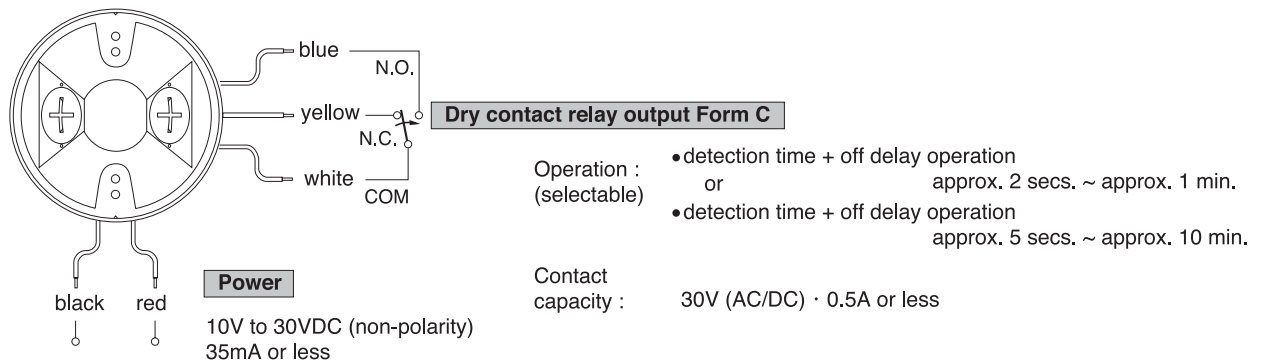 blue
N.O.
yellow
N.C.
white
COM
Dry contact relay output Form C
Operation :
(selectable)
•detection time + off delay operation
or approx. 2 secs. ~ approx. 1 min.
•detection time + off delay operation
approx. 5 secs. ~ approx. 10 min.
Contact
capacity : 30V (AC/DC) · 0.5A or less
black red
Power
10V to 30VDC (non-polarity)
35mA or less